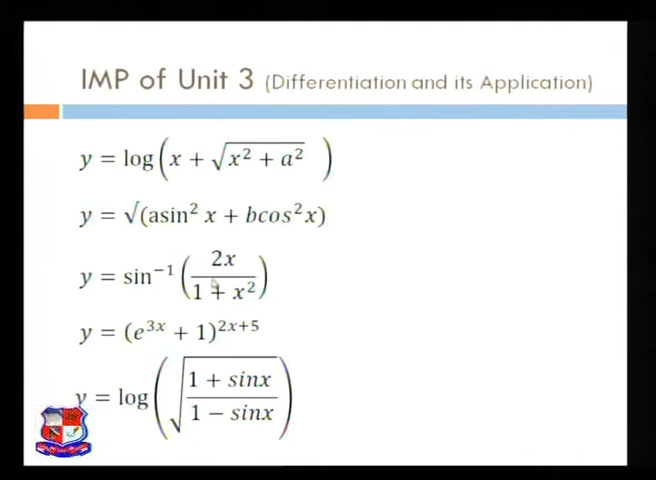 IMP of Unit 3 (Differentiation and its Application)
y = log(x + √x² + a²  )
y = √(asin² x + bcos²x)
y = sin⁻¹(2x / 1 + x²)
y = (e³ˣ + 1)²ˣ⁺⁵
y = log(√1 + sinx / 1 − sinx)